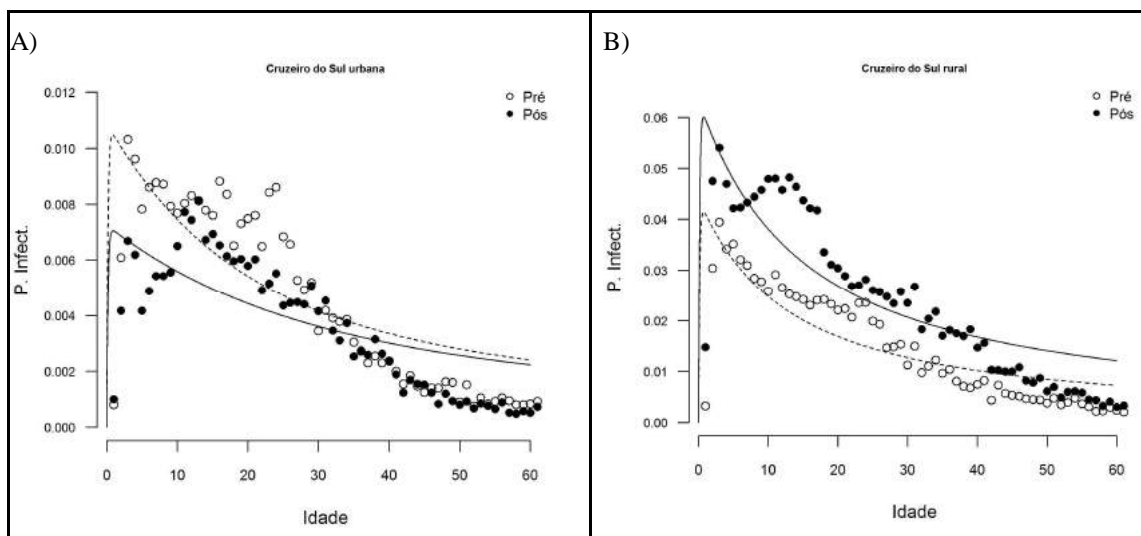 A)
Cruzeiro do Sul urbana
Pré
Pós
0.012
0.010
0.008
0.006
0.004
0.002
0.000
P. Infect.
0 10 20 30 40 50 60
Idade
B)
Cruzeiro do Sul rural
Pré
Pós
0.06
0.05
0.04
0.03
0.02
0.01
0.00
P. Infect.
0 10 20 30 40 50 60
Idade